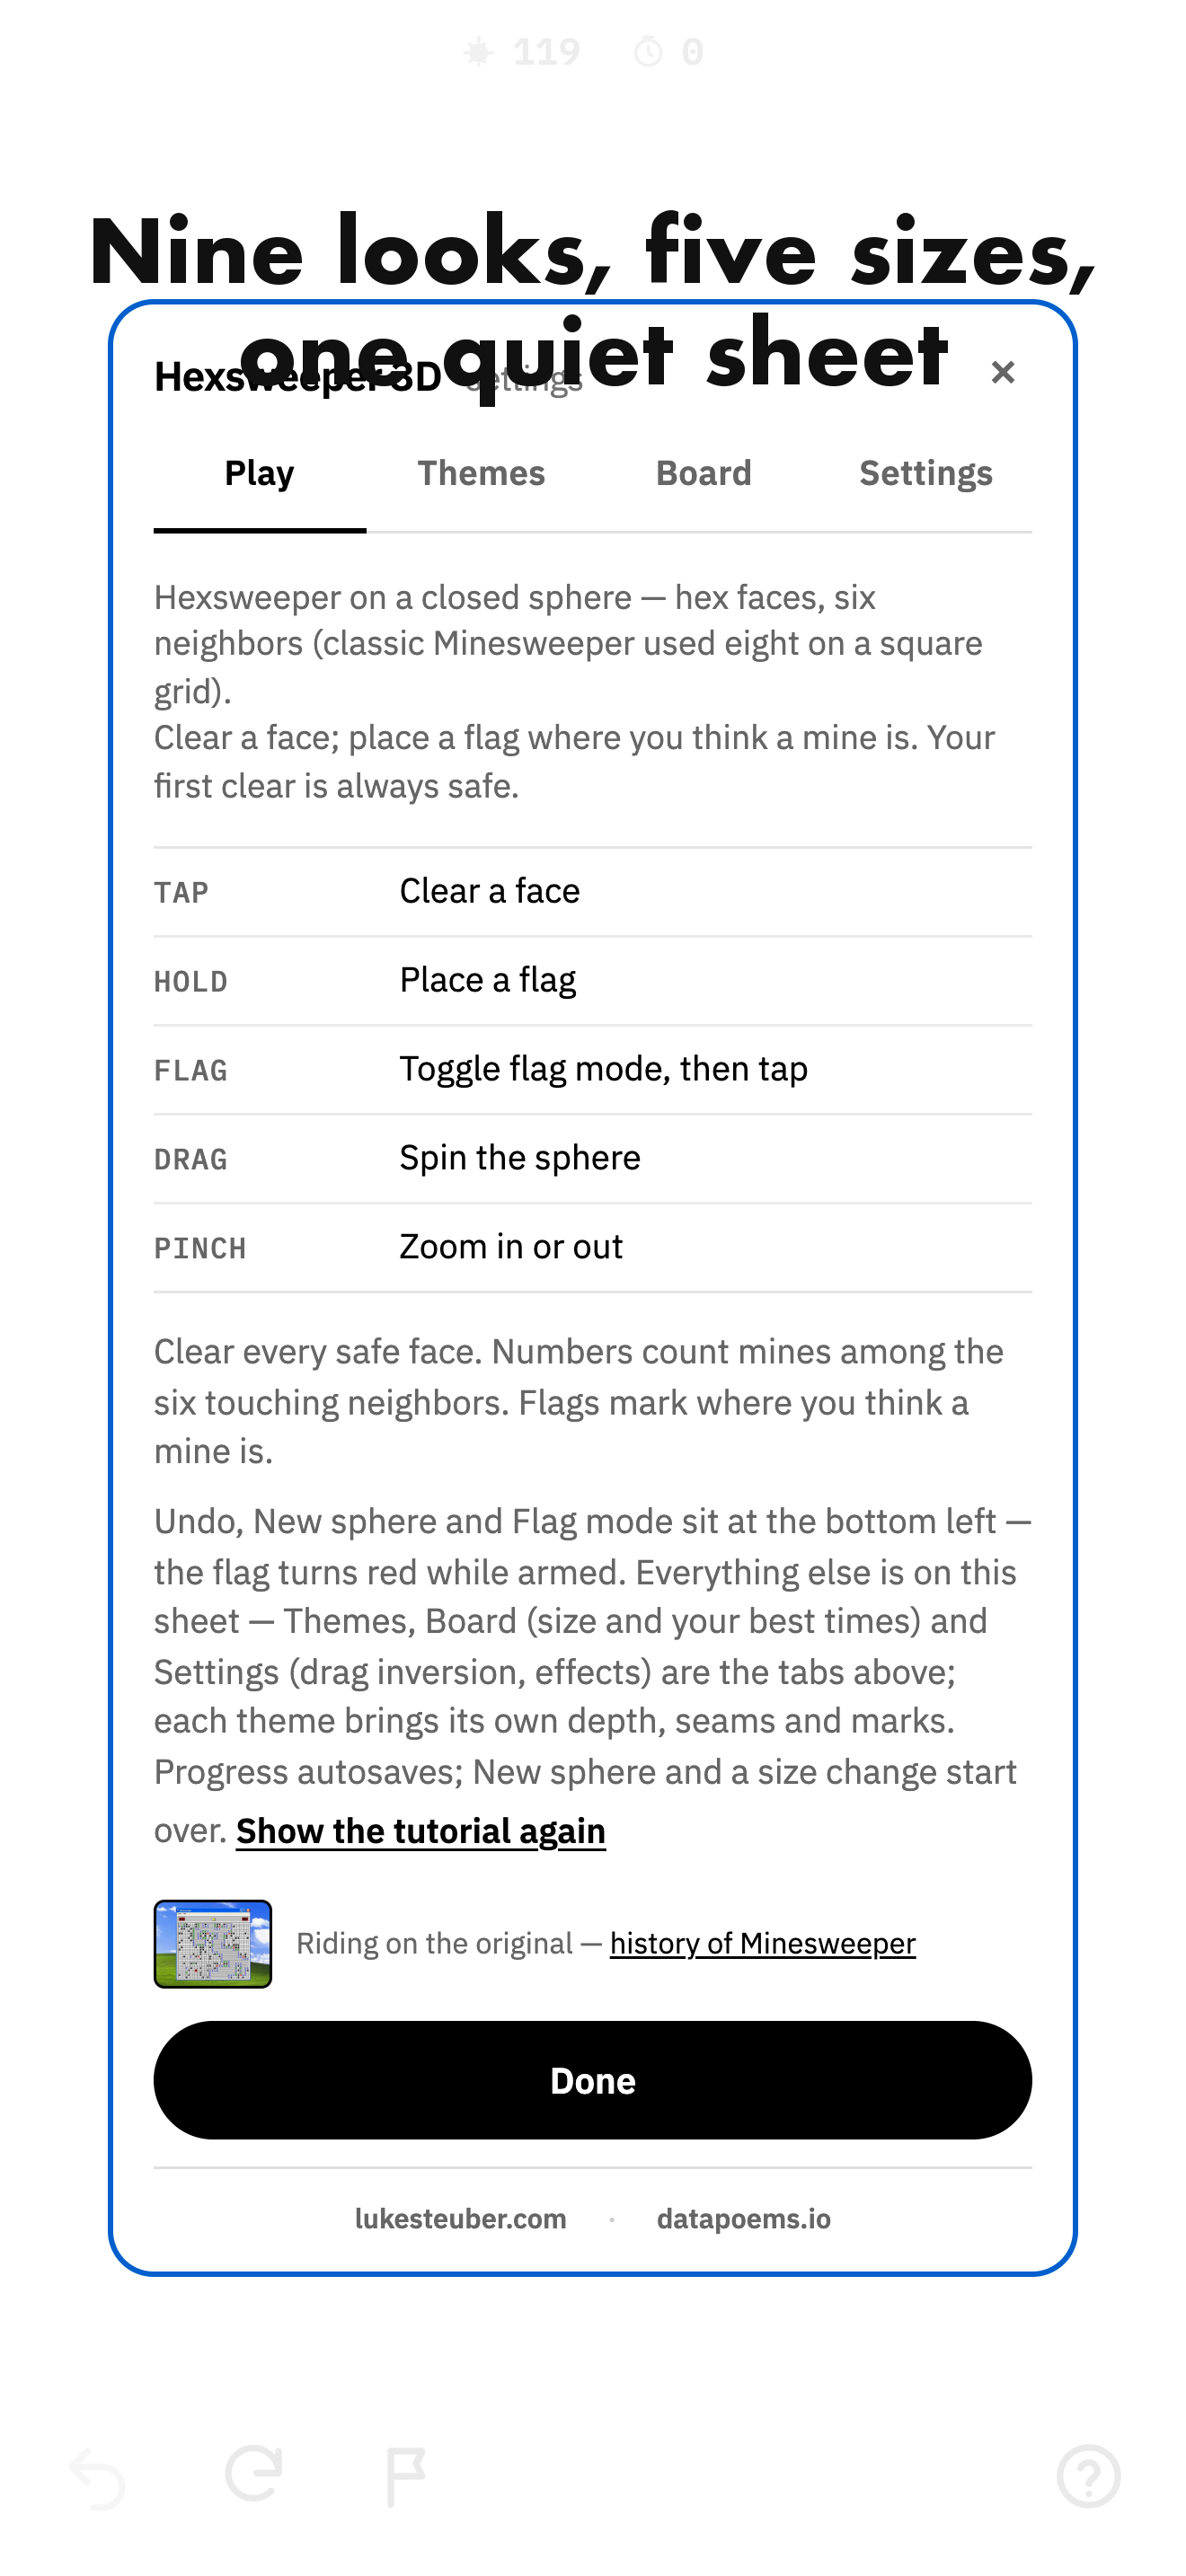 119 0
Nine looks, five sizes,
one quiet sheet
Hexsweeper 3D Settings ×
Play Themes Board Settings
Hexsweeper on a closed sphere — hex faces, six
neighbors (classic Minesweeper used eight on a square
grid).
Clear a face; place a flag where you think a mine is. Your
first clear is always safe.
TAP Clear a face
HOLD Place a flag
FLAG Toggle flag mode, then tap
DRAG Spin the sphere
PINCH Zoom in or out
Clear every safe face. Numbers count mines among the
six touching neighbors. Flags mark where you think a
mine is.
Undo, New sphere and Flag mode sit at the bottom left —
the flag turns red while armed. Everything else is on this
sheet — Themes, Board (size and your best times) and
Settings (drag inversion, effects) are the tabs above;
each theme brings its own depth, seams and marks.
Progress autosaves; New sphere and a size change start
over. Show the tutorial again
Riding on the original — history of Minesweeper
Done
lukesteuber.com · datapoems.io